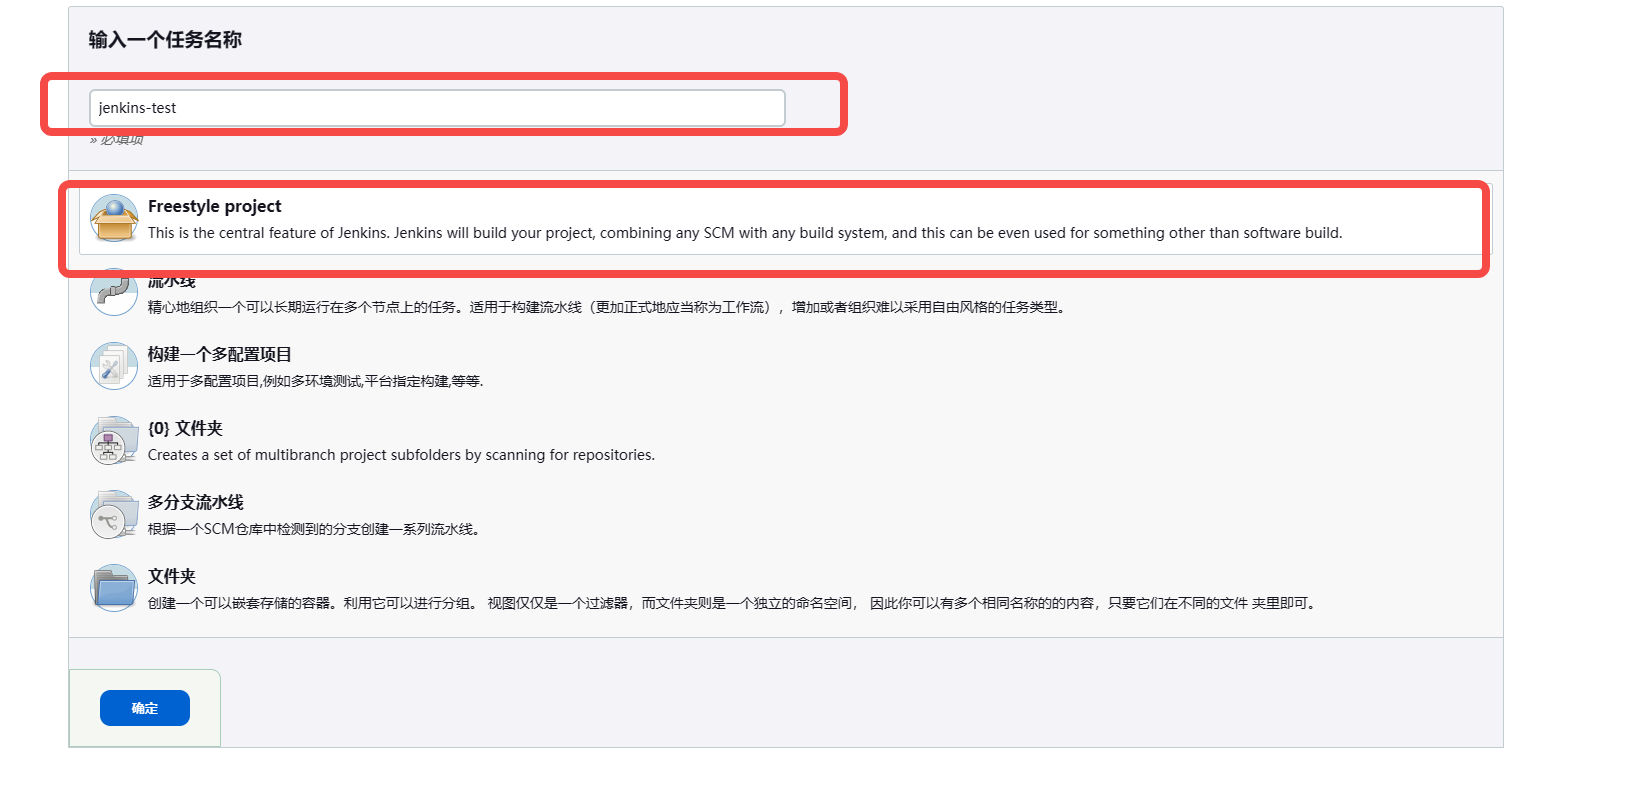 输入一个任务名称
jenkins-test
» 必填项
Freestyle project
This is the central feature of Jenkins. Jenkins will build your project, combining any SCM with any build system, and this can be even used for something other than software build.
流水线
精心地组织一个可以长期运行在多个节点上的任务。适用于构建流水线（更加正式地应当称为工作流），增加或者组织难以采用自由风格的任务类型。
构建一个多配置项目
适用于多配置项目,例如多环境测试,平台指定构建,等等.
{0} 文件夹
Creates a set of multibranch project subfolders by scanning for repositories.
多分支流水线
根据一个SCM仓库中检测到的分支创建一系列流水线。
文件夹
创建一个可以嵌套存储的容器。利用它可以进行分组。 视图仅仅是一个过滤器，而文件夹则是一个独立的命名空间， 因此你可以有多个相同名称的的内容，只要它们在不同的文件 夹里即可。
确定